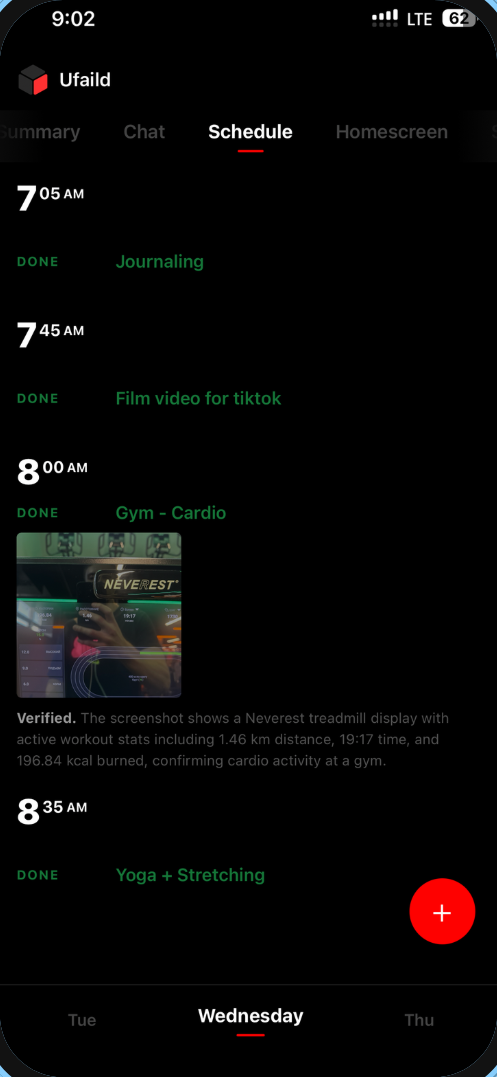 9:02
LTE 62
Ufaild
Summary Chat Schedule Homescreen
7 05 AM
DONE Journaling
7 45 AM
DONE Film video for tiktok
8 00 AM
DONE Gym - Cardio
NEVEREST
19:17
Verified. The screenshot shows a Neverest treadmill display with
active workout stats including 1.46 km distance, 19:17 time, and
196.84 kcal burned, confirming cardio activity at a gym.
8 35 AM
DONE Yoga + Stretching
+
Tue Wednesday Thu